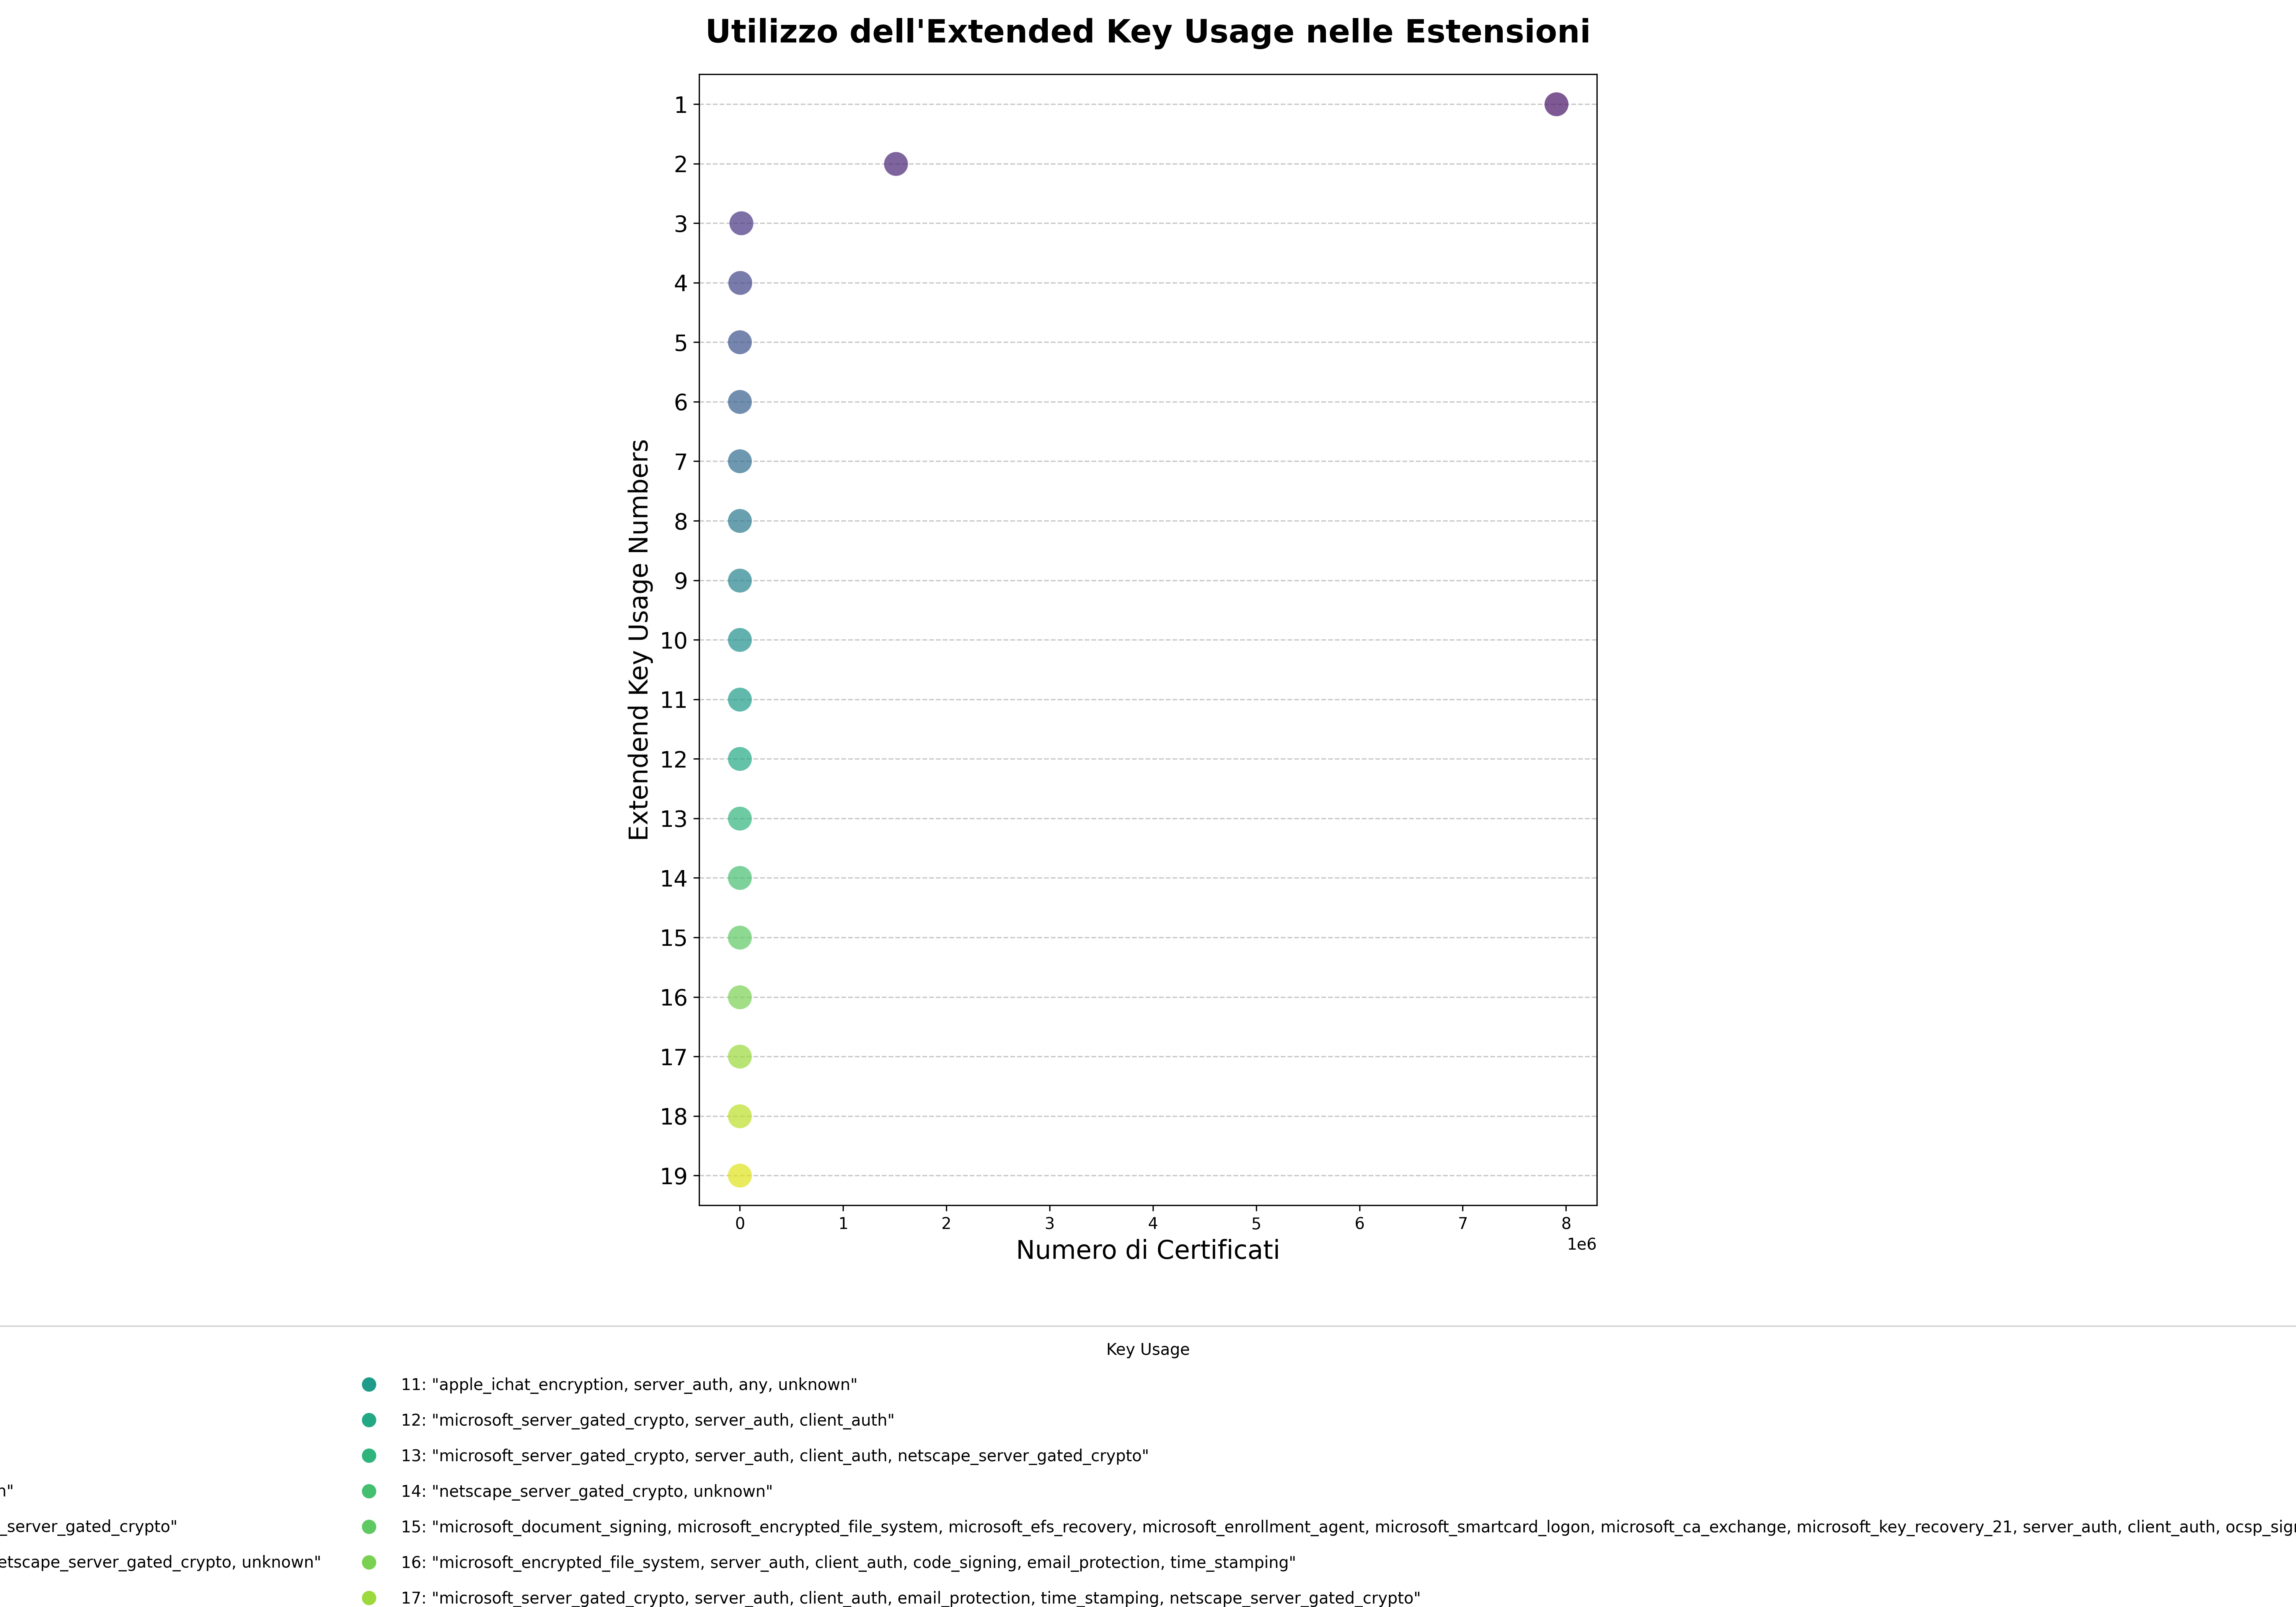 Utilizzo dell'Extended Key Usage nelle Estensioni
Extendend Key Usage Numbers
1
2
3
4
5
6
7
8
9
10
11
12
13
14
15
16
17
18
19
0 1 2 3 4 5 6 7 8
1e6
Numero di Certificati
Key Usage
11: "apple_ichat_encryption, server_auth, any, unknown"
12: "microsoft_server_gated_crypto, server_auth, client_auth"
13: "microsoft_server_gated_crypto, server_auth, client_auth, netscape_server_gated_crypto"
n" 14: "netscape_server_gated_crypto, unknown"
_server_gated_crypto" 15: "microsoft_document_signing, microsoft_encrypted_file_system, microsoft_efs_recovery, microsoft_enrollment_agent, microsoft_smartcard_logon, microsoft_ca_exchange, microsoft_key_recovery_21, server_auth, client_auth, ocsp_sig
etscape_server_gated_crypto, unknown" 16: "microsoft_encrypted_file_system, server_auth, client_auth, code_signing, email_protection, time_stamping"
17: "microsoft_server_gated_crypto, server_auth, client_auth, email_protection, time_stamping, netscape_server_gated_crypto"